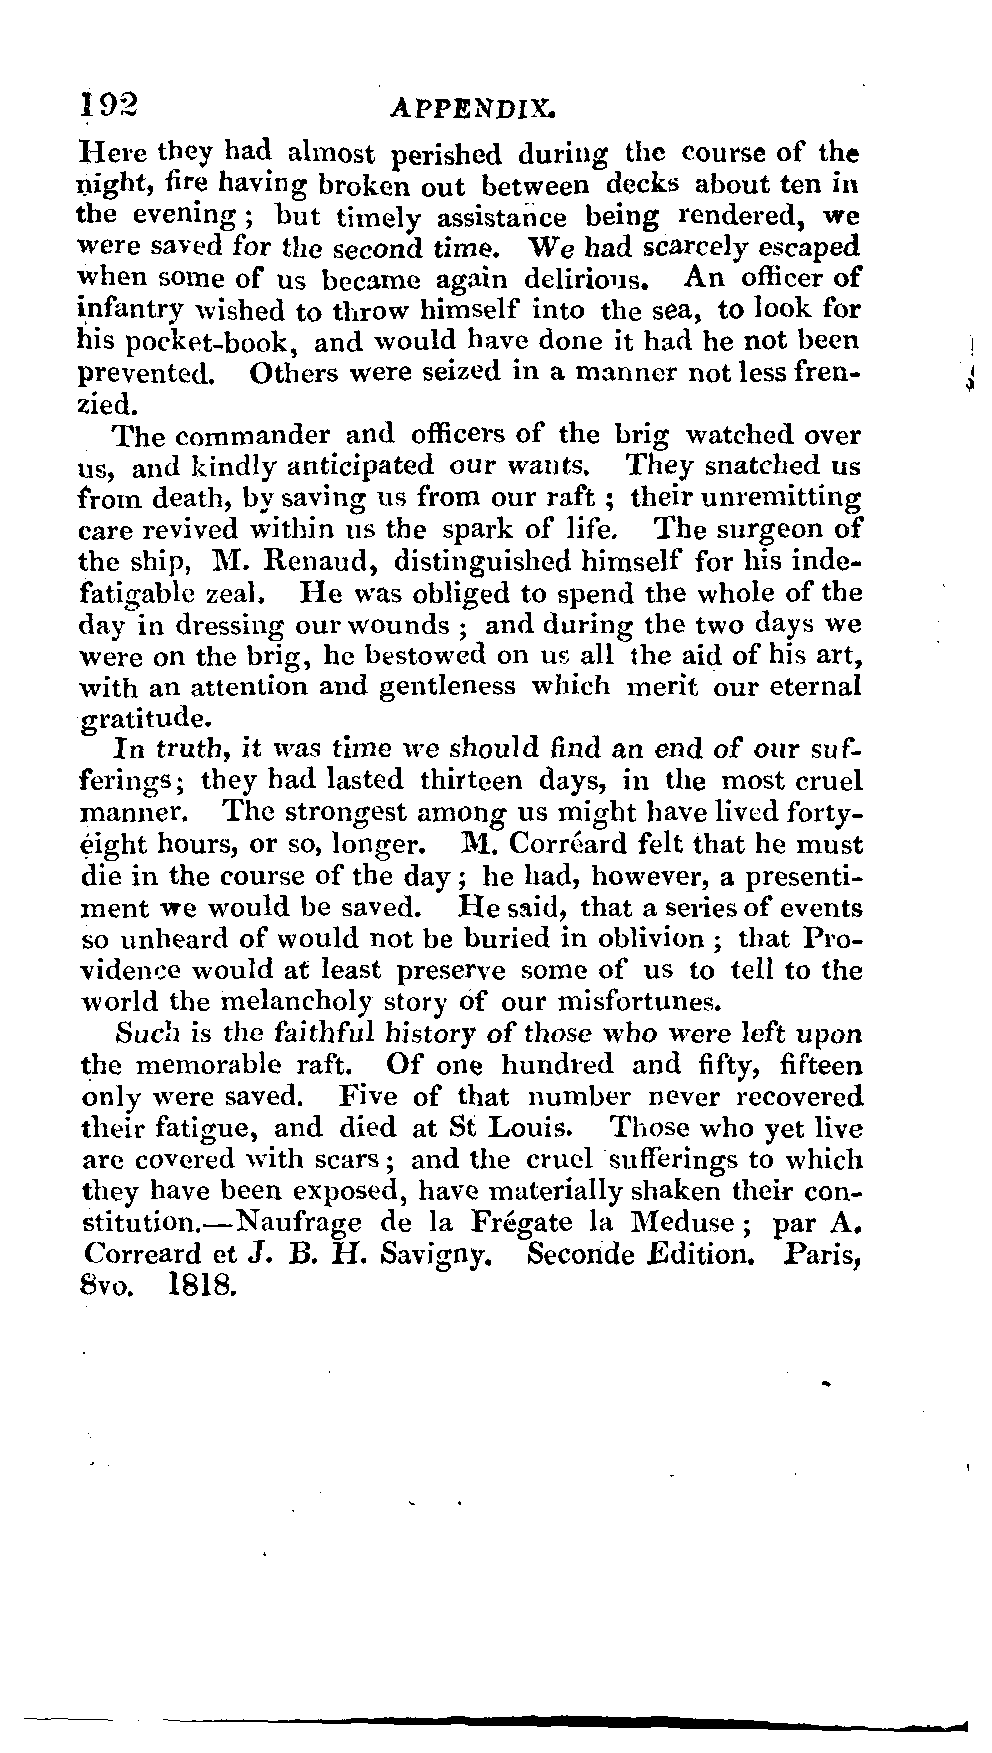 192 APPENDIX.
Here they had almost perished during the course of the
night, fire having broken out between decks about ten in
the evening; but timely assistance being rendered, we
were saved for the second time. We had scarcely escaped
when some of us became again delirious. An officer of
infantry wished to throw himself into the sea, to look for
his pocket-book, and would have done it had he not been
prevented. Others were seized in a manner not less fren-
zied.
The commander and officers of the brig watched over
us, and kindly anticipated our wants. They snatched us
from death, by saving us from our raft; their unremitting
care revived within us the spark of life. The surgeon of
the ship, M. Renaud, distinguished himself for his inde-
fatigable zeal. He was obliged to spend the whole of the
day in dressing our wounds; and during the two days we
were on the brig, he bestowed on us all the aid of his art,
with an attention and gentleness which merit our eternal
gratitude.
In truth, it was time we should find an end of our suf-
ferings; they had lasted thirteen days, in the most cruel
manner. The strongest among us might have lived forty-
eight hours, or so, longer. M. Corréard felt that he must
die in the course of the day; he had, however, a presenti-
ment we would be saved. He said, that a series of events
so unheard of would not be buried in oblivion; that Pro-
vidence would at least preserve some of us to tell to the
world the melancholy story of our misfortunes.
Such is the faithful history of those who were left upon
the memorable raft. Of one hundred and fifty, fifteen
only were saved. Five of that number never recovered
their fatigue, and died at St Louis. Those who yet live
are covered with scars; and the cruel sufferings to which
they have been exposed, have materially shaken their con-
stitution.—Naufrage de la Frégate la Meduse; par A.
Correard et J. B. H. Savigny. Seconde Edition. Paris,
8vo. 1818.